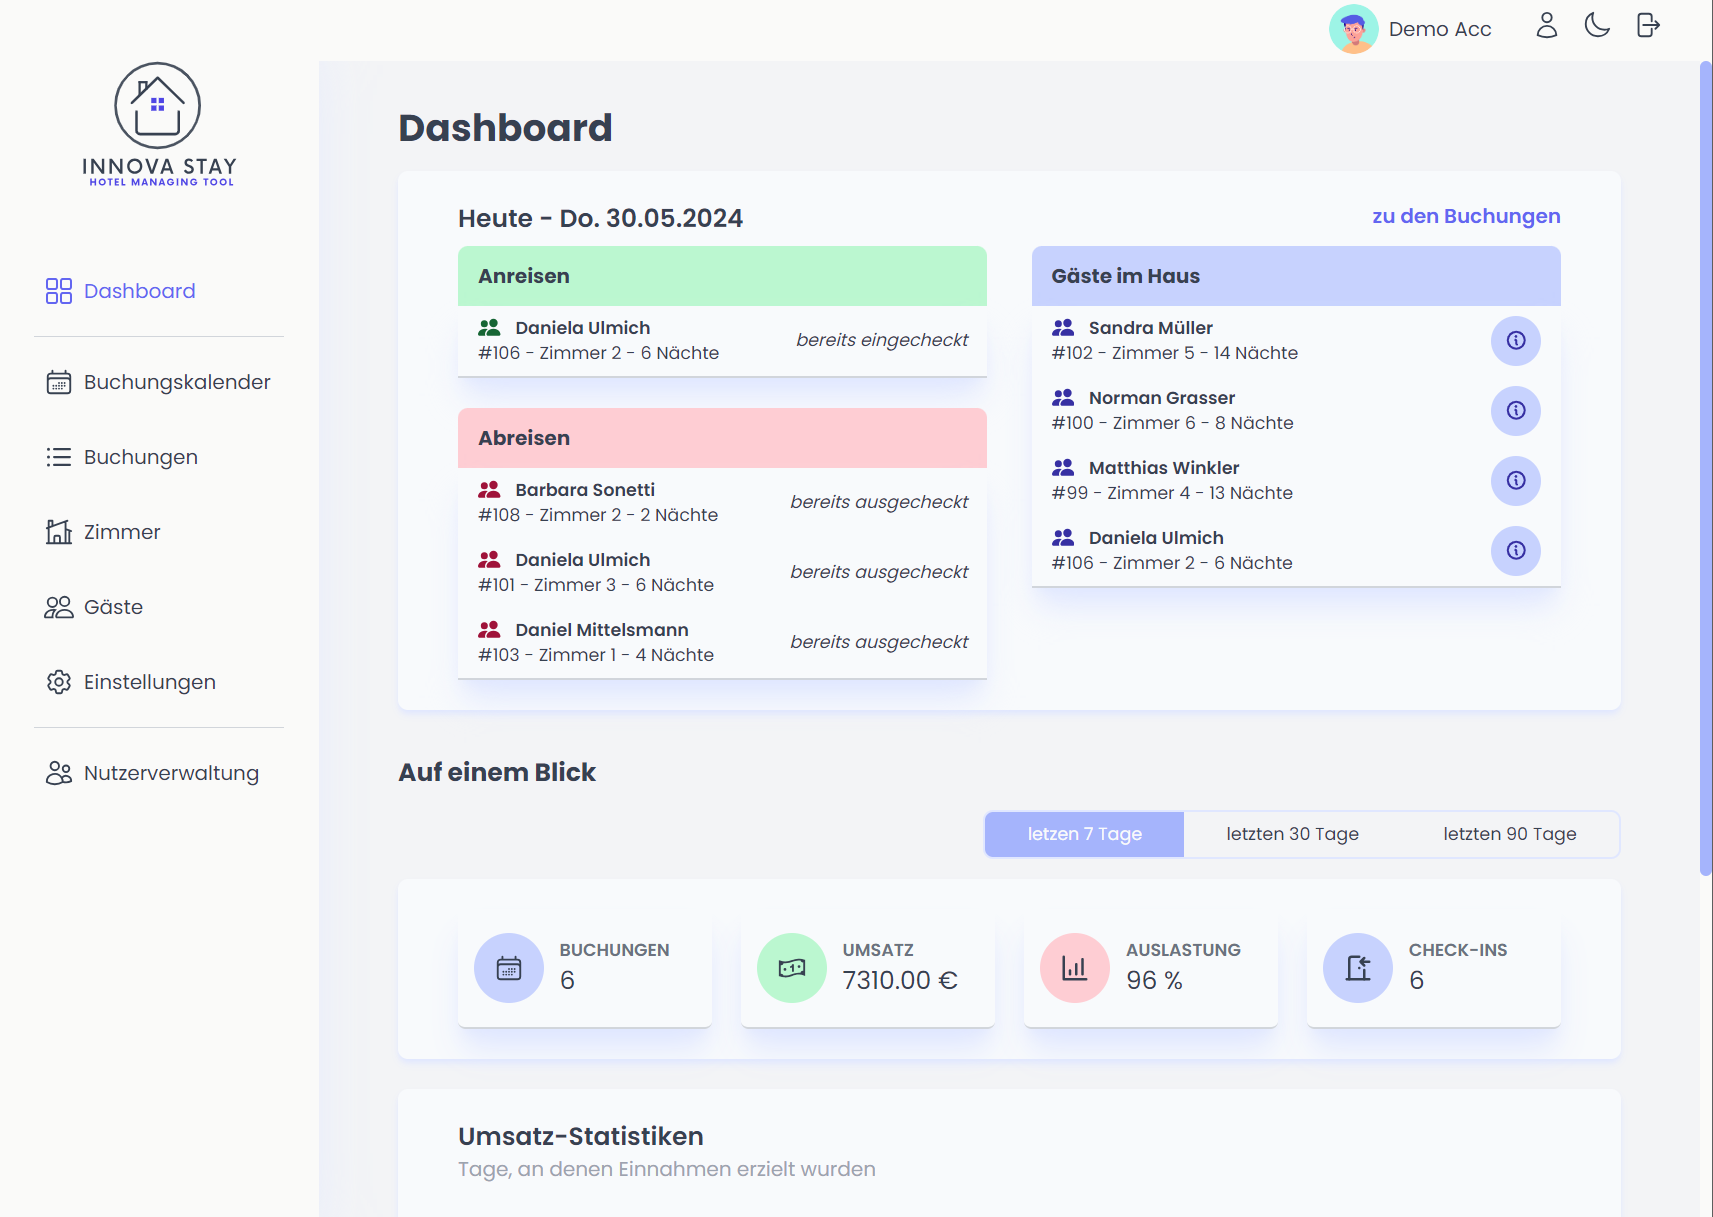 Demo Acc
INNOVA STAY
HOTEL MANAGING TOOL
Dashboard
Buchungskalender
Buchungen
Zimmer
Gäste
Einstellungen
Nutzerverwaltung
Dashboard
Heute - Do. 30.05.2024
zu den Buchungen
Anreisen
Daniela Ulmich
#106 - Zimmer 2 - 6 Nächte
bereits eingecheckt
Abreisen
Barbara Sonetti
#108 - Zimmer 2 - 2 Nächte
bereits ausgecheckt
Daniela Ulmich
#101 - Zimmer 3 - 6 Nächte
bereits ausgecheckt
Daniel Mittelsmann
#103 - Zimmer 1 - 4 Nächte
bereits ausgecheckt
Gäste im Haus
Sandra Müller
#102 - Zimmer 5 - 14 Nächte
Norman Grasser
#100 - Zimmer 6 - 8 Nächte
Matthias Winkler
#99 - Zimmer 4 - 13 Nächte
Daniela Ulmich
#106 - Zimmer 2 - 6 Nächte
Auf einem Blick
letzen 7 Tage
letzten 30 Tage
letzten 90 Tage
BUCHUNGEN
6
UMSATZ
7310.00 €
AUSLASTUNG
96 %
CHECK-INS
6
Umsatz-Statistiken
Tage, an denen Einnahmen erzielt wurden